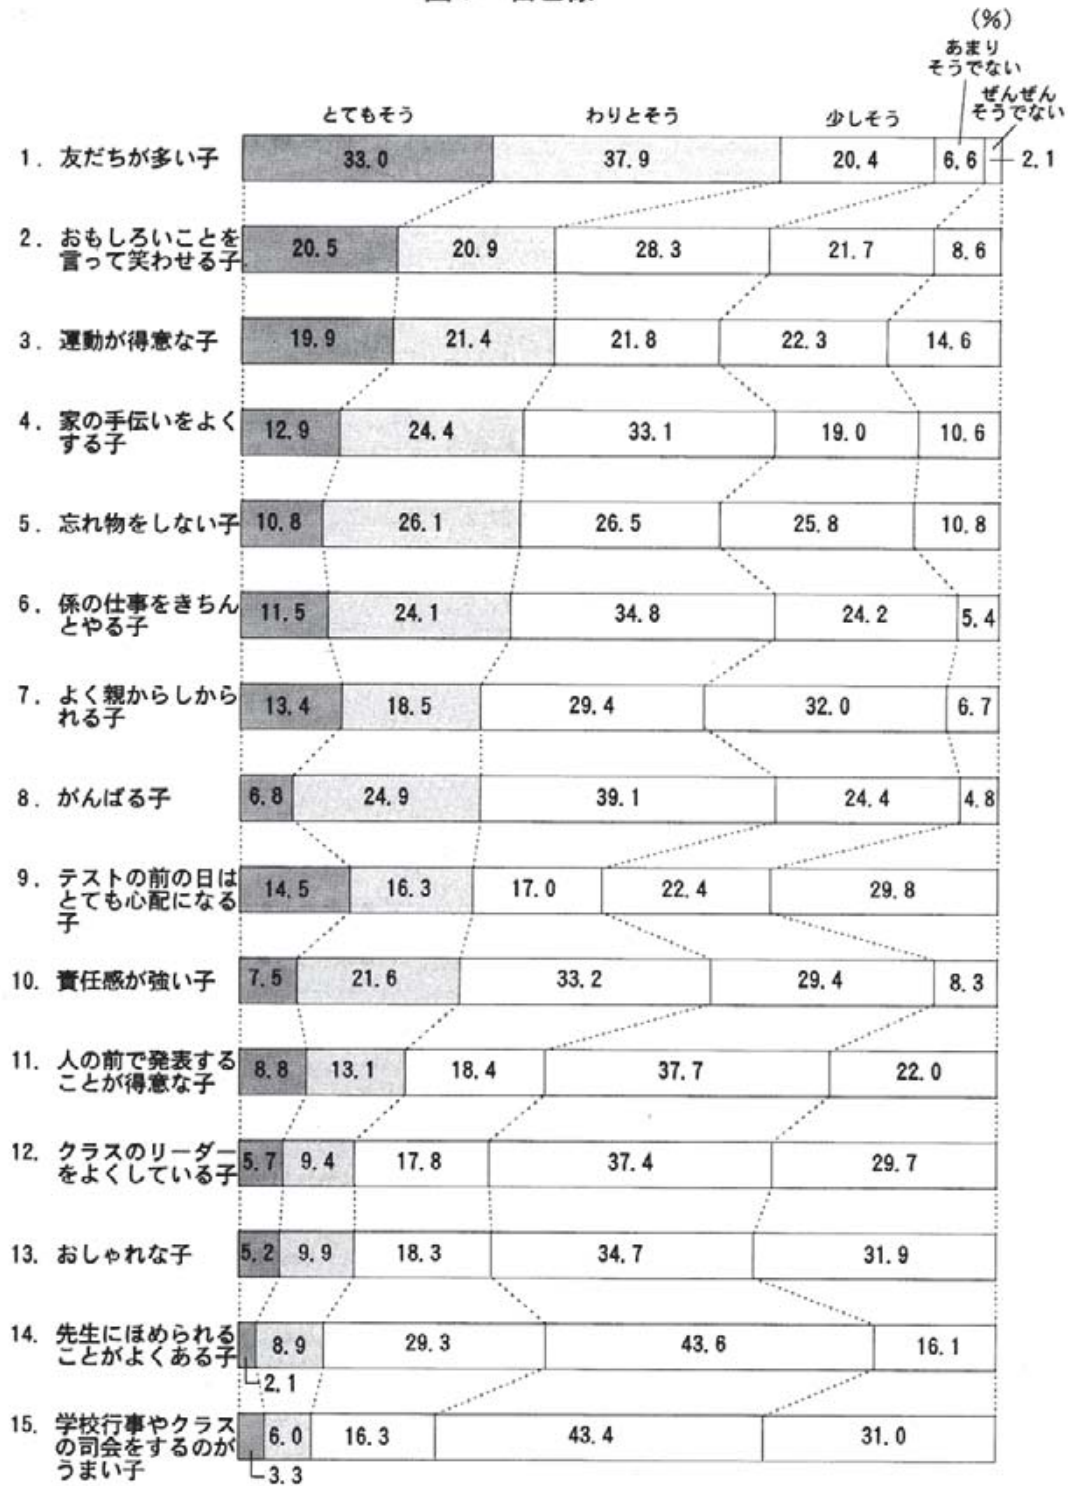 (%)
あまり
そうでない
ぜんぜん
そうでない
とてもそう わりとそう 少しそう
1. 友だちが多い子 33.0 37.9 20.4 6.6 2.1
2. おもしろいことを
言って笑わせる子 20.5 20.9 28.3 21.7 8.6
3. 運動が得意な子 19.9 21.4 21.8 22.3 14.6
4. 家の手伝いをよく
する子 12.9 24.4 33.1 19.0 10.6
5. 忘れ物をしない子 10.8 26.1 26.5 25.8 10.8
6. 係の仕事をきちん
とやる子 11.5 24.1 34.8 24.2 5.4
7. よく親からしから
れる子 13.4 18.5 29.4 32.0 6.7
8. がんばる子 6.8 24.9 39.1 24.4 4.8
9. テストの前の日は
とても心配になる
子 14.5 16.3 17.0 22.4 29.8
10. 責任感が強い子 7.5 21.6 33.2 29.4 8.3
11. 人の前で発表する
ことが得意な子 8.8 13.1 18.4 37.7 22.0
12. クラスのリーダー
をよくしている子 5.7 9.4 17.8 37.4 29.7
13. おしゃれな子 5.2 9.9 18.3 34.7 31.9
14. 先生にほめられる
ことがよくある子 8.9 29.3 43.6 16.1
2.1
15. 学校行事やクラス
の司会をするのが
うまい子 6.0 16.3 43.4 31.0
3.3